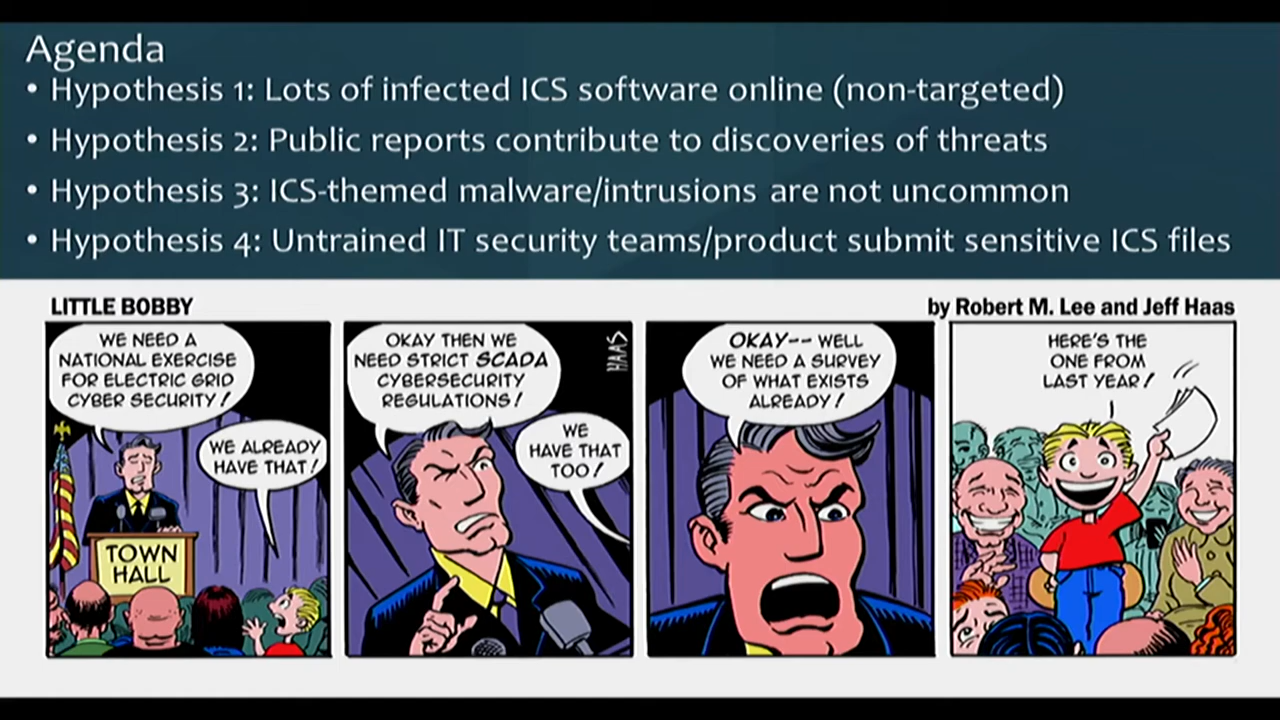 Agenda
• Hypothesis 1: Lots of infected ICS software online (non-targeted)
• Hypothesis 2: Public reports contribute to discoveries of threats
• Hypothesis 3: ICS-themed malware/intrusions are not uncommon
• Hypothesis 4: Untrained IT security teams/product submit sensitive ICS files
LITTLE BOBBY
by Robert M. Lee and Jeff Haas
WE NEED A
NATIONAL EXERCISE
FOR ELECTRIC GRID
CYBER SECURITY!
WE ALREADY
HAVE THAT!
TOWN
HALL
OKAY THEN WE
NEED STRICT SCADA
CYBERSECURITY
REGULATIONS!
HAAS
WE
HAVE THAT
TOO!
OKAY-- WELL
WE NEED A SURVEY
OF WHAT EXISTS
ALREADY!
HERE'S THE
ONE FROM
LAST YEAR!